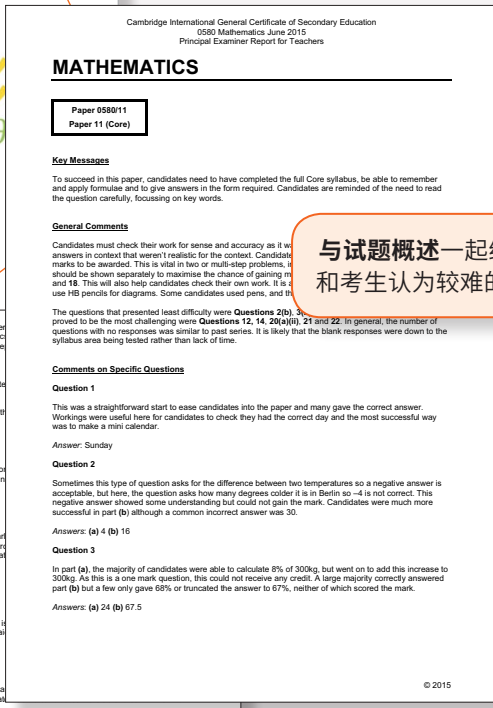 Cambridge International General Certificate of Secondary Education
0580 Mathematics June 2015
Principal Examiner Report for Teachers
MATHEMATICS
Paper 0580/11
Paper 11 (Core)
Key Messages
To succeed in this paper, candidates need to have completed the full Core syllabus, be able to remember
and apply formulae and to give answers in the form required. Candidates are reminded of the need to read
the question carefully, focussing on key words.
General Comments
Candidates must check their work for sense and accuracy as it
answers in context that weren't realistic for the context.
marks to be awarded. This is vital in two or multi-step problems,
should be shown separately to maximise the chance of gaining
and 18. This will also help candidates check their own work. It is
use HB pencils for diagrams. Some candidates used pens, and
与试题概述一起
和考生认为较难的
The questions that presented least difficulty were Questions 2(b),
proved to be the most challenging were Questions 12, 14, 20(a)(ii), 21 and 22. In general, the number of
questions with no responses was similar to past series. It is likely that the blank responses were down to the
syllabus area being tested rather than lack of time.
Comments on Specific Questions
Question 1
This was a straightforward start to ease candidates into the paper and many gave the correct answer.
Workings were useful here for candidates to check they had the correct day and the most successful way
was to make a mini calendar.
Answer: Sunday
Question 2
Sometimes this type of question asks for the difference between two temperatures so a negative answer is
acceptable, but here, the question asks how many degrees colder it is in Berlin so –4 is not correct. This
negative answer showed some understanding but could not gain the mark. Candidates were much more
successful in part (b) although a common incorrect answer was 30.
Answers: (a) 4 (b) 16
Question 3
In part (a), the majority of candidates were able to calculate 8% of 300kg, but went on to add this increase to
300kg. As this is a one mark question, this could not receive any credit. A large majority correctly answered
part (b) but a few only gave 68% or truncated the answer to 67%, neither of which scored the mark.
Answers: (a) 24 (b) 67.5
© 2015